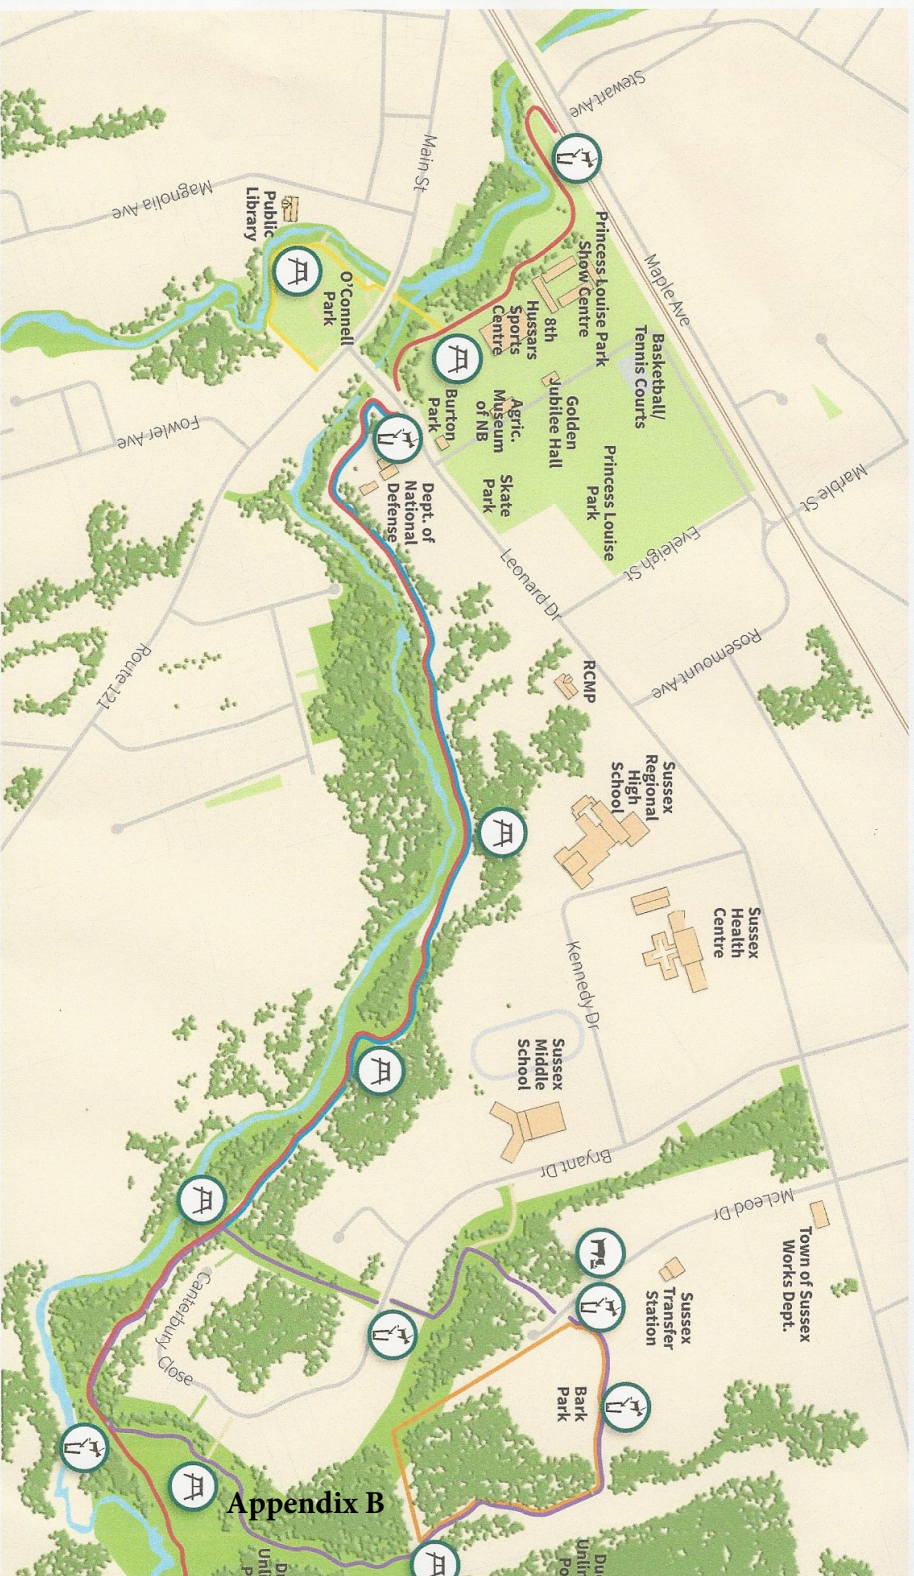 Stewart Ave
Main St
Magnolia Ave
Public
Library
Princess Louise Park
Show Centre
Maple Ave
O'Connell
Park
8th
Hussars
Sports
Centre
Basketball/
Tennis Courts
Golden
Jubilee Hall
Agric.
Museum
of NB
Burton
Park
Fowler Ave
Marble St
Princess Louise
Park
Skate
Park
Dept. of
National
Defense
Eveleigh St
Leonard Dr
Rosemount Ave
Route 121
RCMP
Sussex
Regional
High
School
Sussex
Health
Centre
Kennedy Dr
Sussex
Middle
School
Bryant Dr
McLeod Dr
Town of Sussex
Works Dept.
Sussex
Transfer
Station
Canterbury Close
Bark
Park
Appendix B